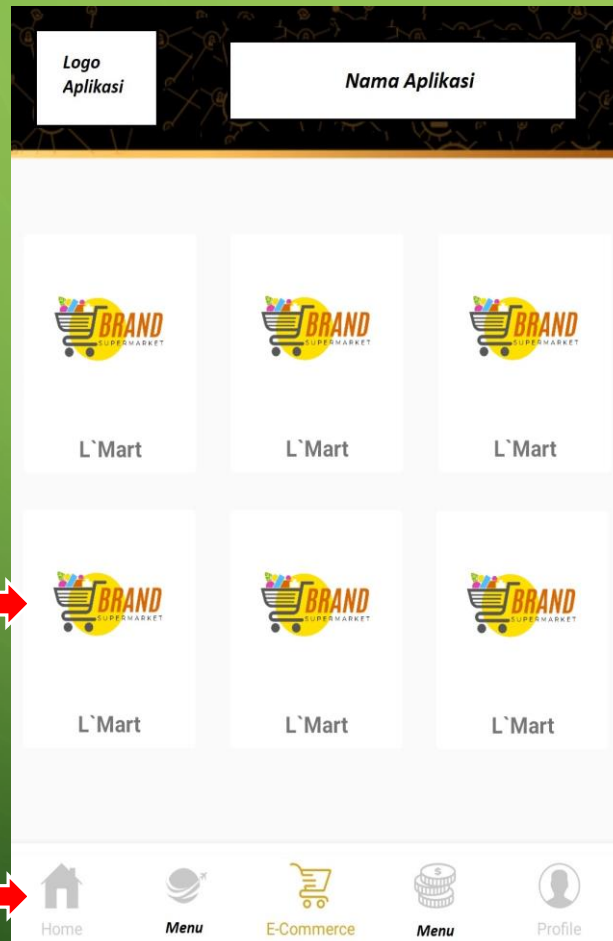 Logo
Aplikasi
Nama Aplikasi
BRAND
SUPERMARKET
BRAND
SUPERMARKET
BRAND
SUPERMARKET
L`Mart
L`Mart
L`Mart
BRAND
SUPERMARKET
BRAND
SUPERMARKET
BRAND
SUPERMARKET
L`Mart
L`Mart
L`Mart
Home
Menu
E-Commerce
Menu
Profile